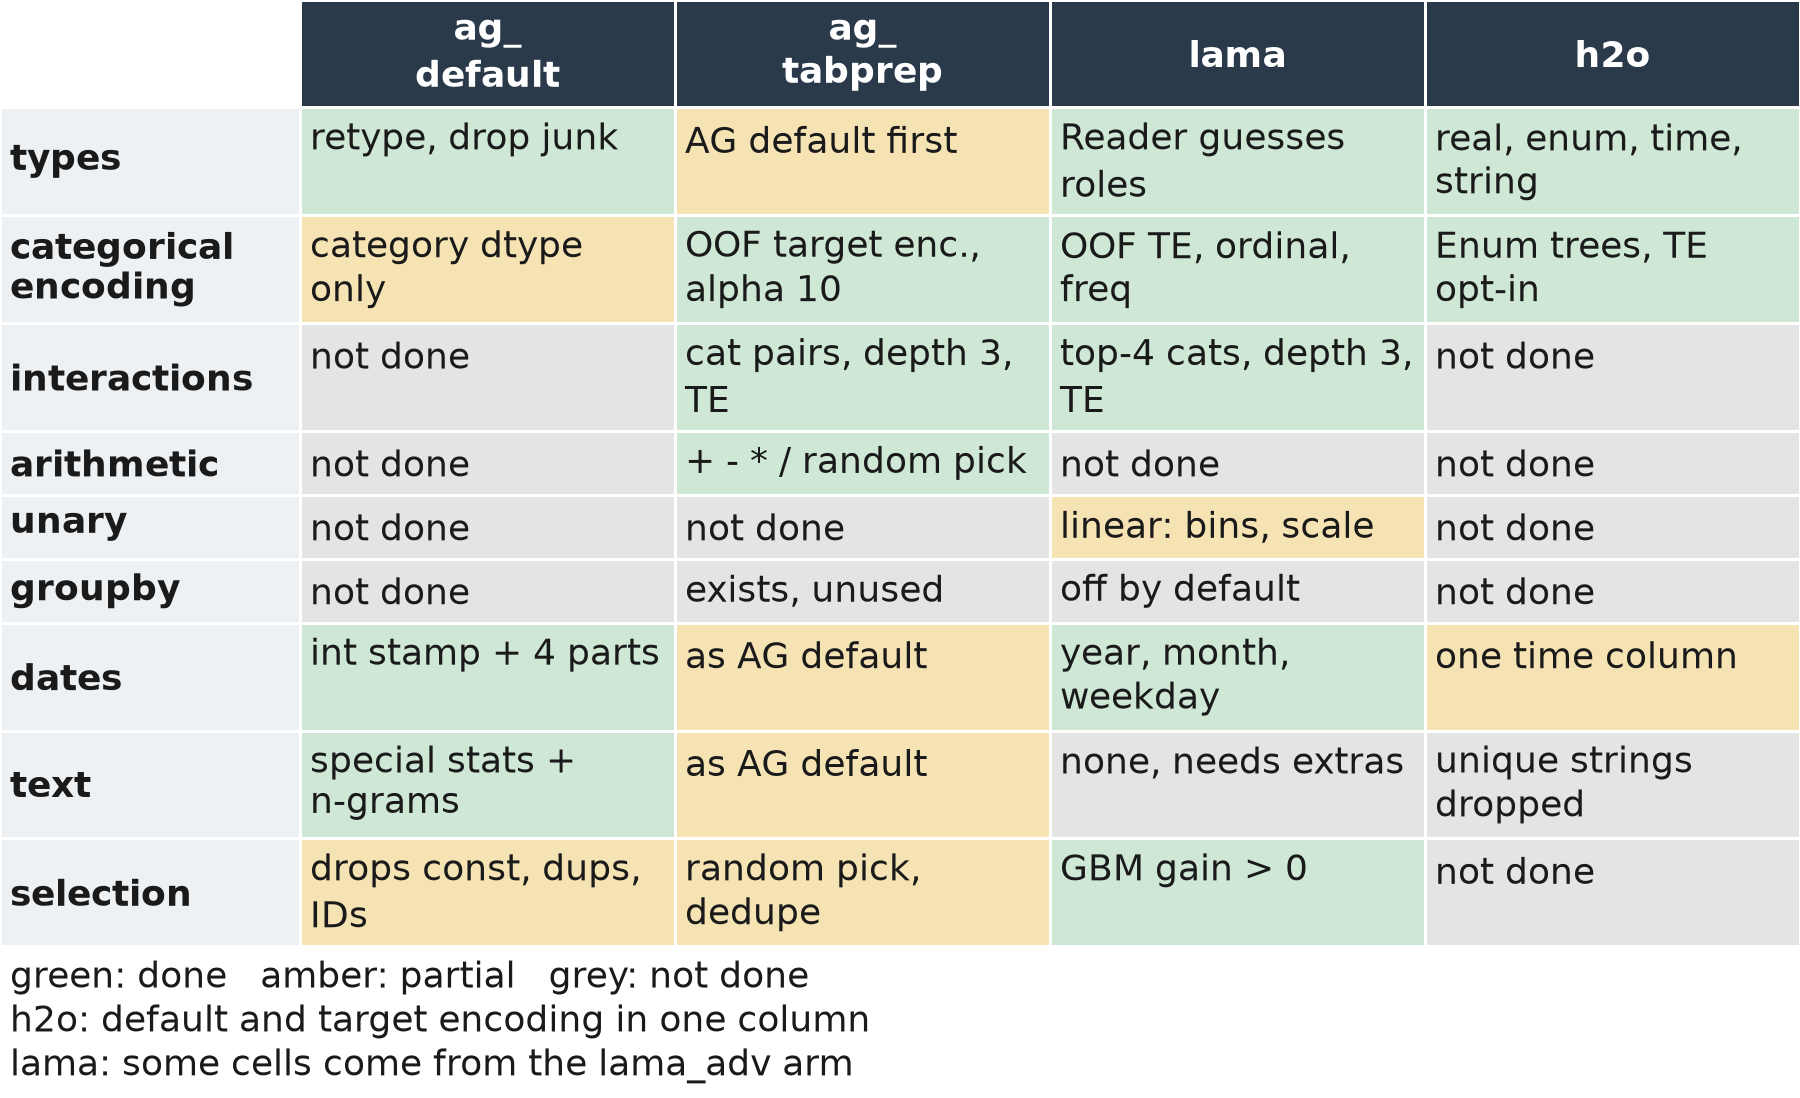 ag_
default
ag_
tabprep
lama
h2o
types
retype, drop junk
AG default first
Reader guesses
roles
real, enum, time,
string
categorical
encoding
category dtype
only
OOF target enc.,
alpha 10
OOF TE, ordinal,
freq
Enum trees, TE
opt-in
interactions
not done
cat pairs, depth 3,
TE
top-4 cats, depth 3,
TE
not done
arithmetic
not done
+ - * / random pick
not done
not done
unary
not done
not done
linear: bins, scale
not done
groupby
not done
exists, unused
off by default
not done
dates
int stamp + 4 parts
as AG default
year, month,
weekday
one time column
text
special stats +
n-grams
as AG default
none, needs extras
unique strings
dropped
selection
drops const, dups,
IDs
random pick,
dedupe
GBM gain > 0
not done
green: done   amber: partial   grey: not done
h2o: default and target encoding in one column
lama: some cells come from the lama_adv arm